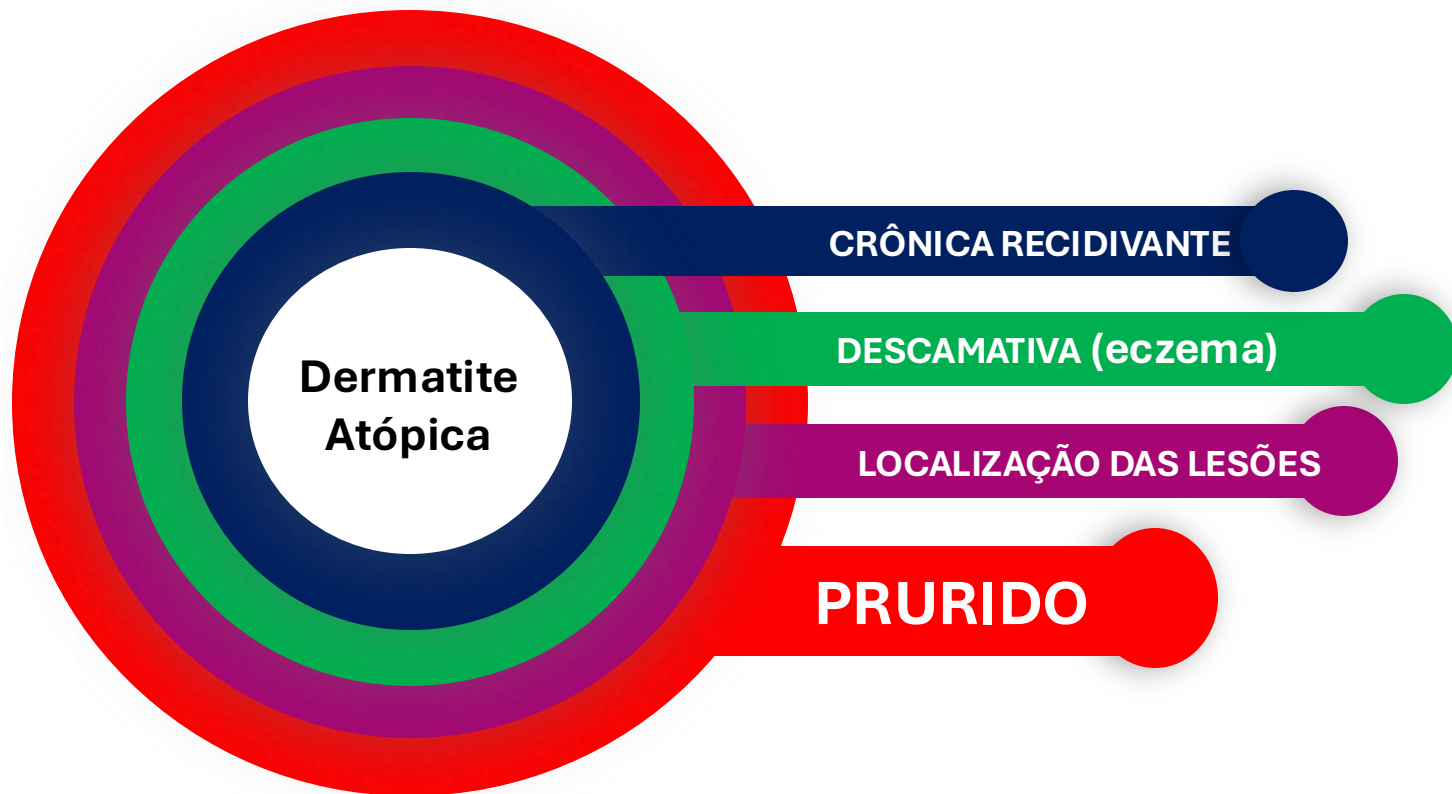 Dermatite
Atópica
CRÔNICA RECIDIVANTE
DESCAMATIVA (eczema)
LOCALIZAÇÃO DAS LESÕES
PRURIDO